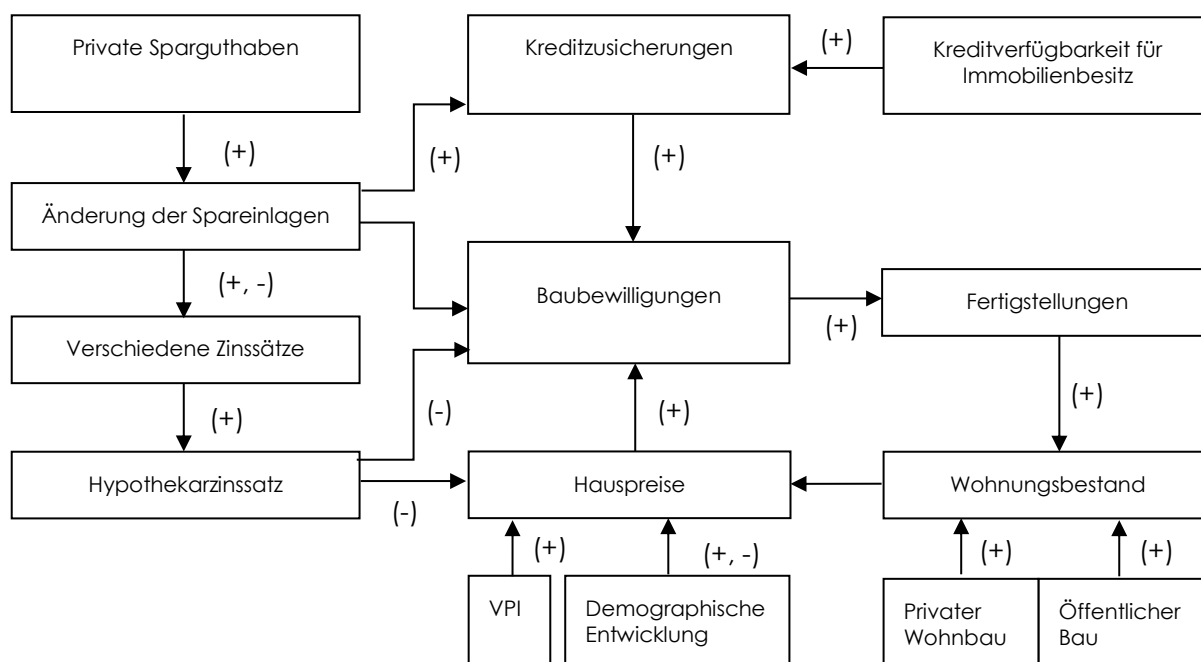 Private Sparguthaben
Kreditzusicherungen
(+)
Kreditverfügbarkeit für
Immobilienbesitz
(+)
(+)
(+)
Änderung der Spareinlagen
(+, -)
Baubewilligungen
(+)
Fertigstellungen
Verschiedene Zinssätze
(+)
(-)
(+)
(+)
Hypothekarzinssatz
(-)
Hauspreise
Wohnungsbestand
(+)
(+, -)
(+)
(+)
VPI
Demographische
Entwicklung
Privater
Wohnbau
Öffentlicher
Bau